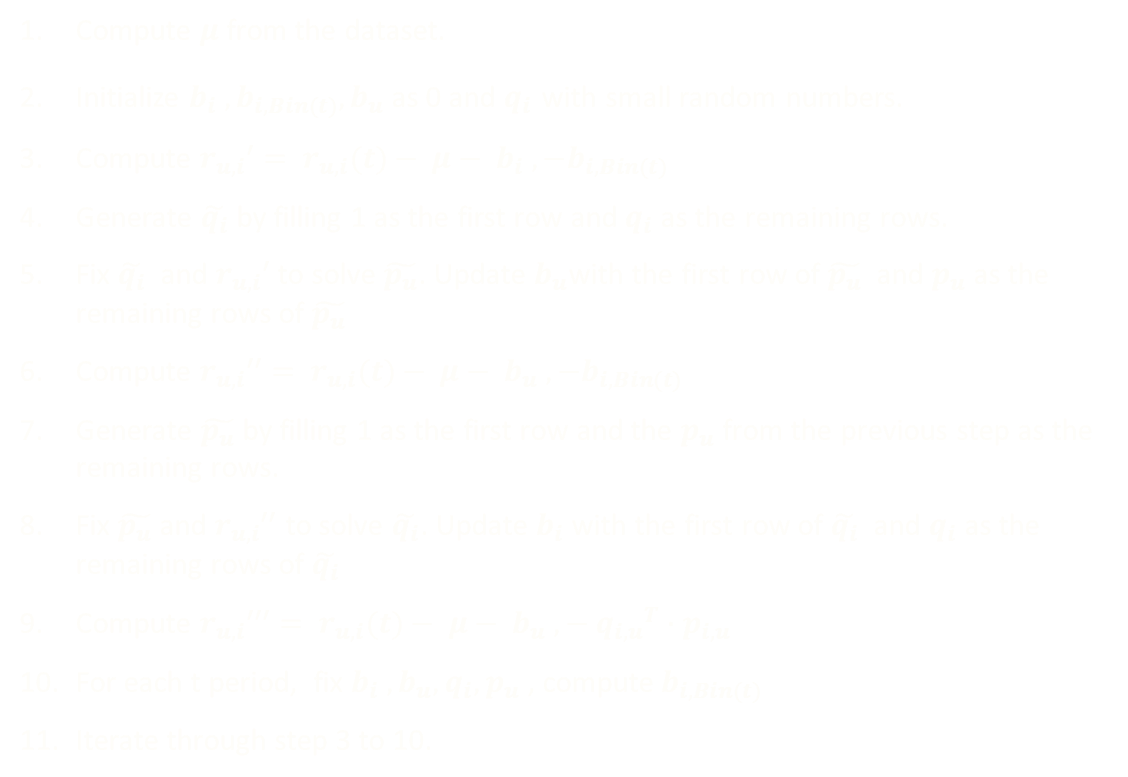 1. Compute μ from the dataset.
2. Initialize b_i, b_{i,Bin(t)}, b_u as 0 and q_i with small random number.
3. Compute r_{u,i}' = r_{u,i}(t) − μ − b_i − b_{i,Bin(t)}
4. Generate q̃_i by filling 1 as the first row and q_i as the remaining rows
5. Fix q̃_i and r_{u,i}' to solve p̃_u. Update b_u with the first row of p̃_u and p_u as the
remaining rows of p̃_u
6. Compute r_{u,i}'' = r_{u,i}(t) − μ − b_u, − b_{i,Bin(t)}
7. Generate p̃_u by filling 1 as the first row and the p_u from the previous step as the
remaining rows.
8. Fix p̃_u and r_{u,i}'' to solve q̃_i. Update b_i with the first row of q̃_i and q_i as the
remaining rows of q̃_i
9. Compute r_{u,i}''' = r_{u,i}(t) μ b_u
10 For each t period, fix b_i, b_u, q_i, p_u, compute b_{i,Bin(t)}
11 Iterate through step 3 to 10.